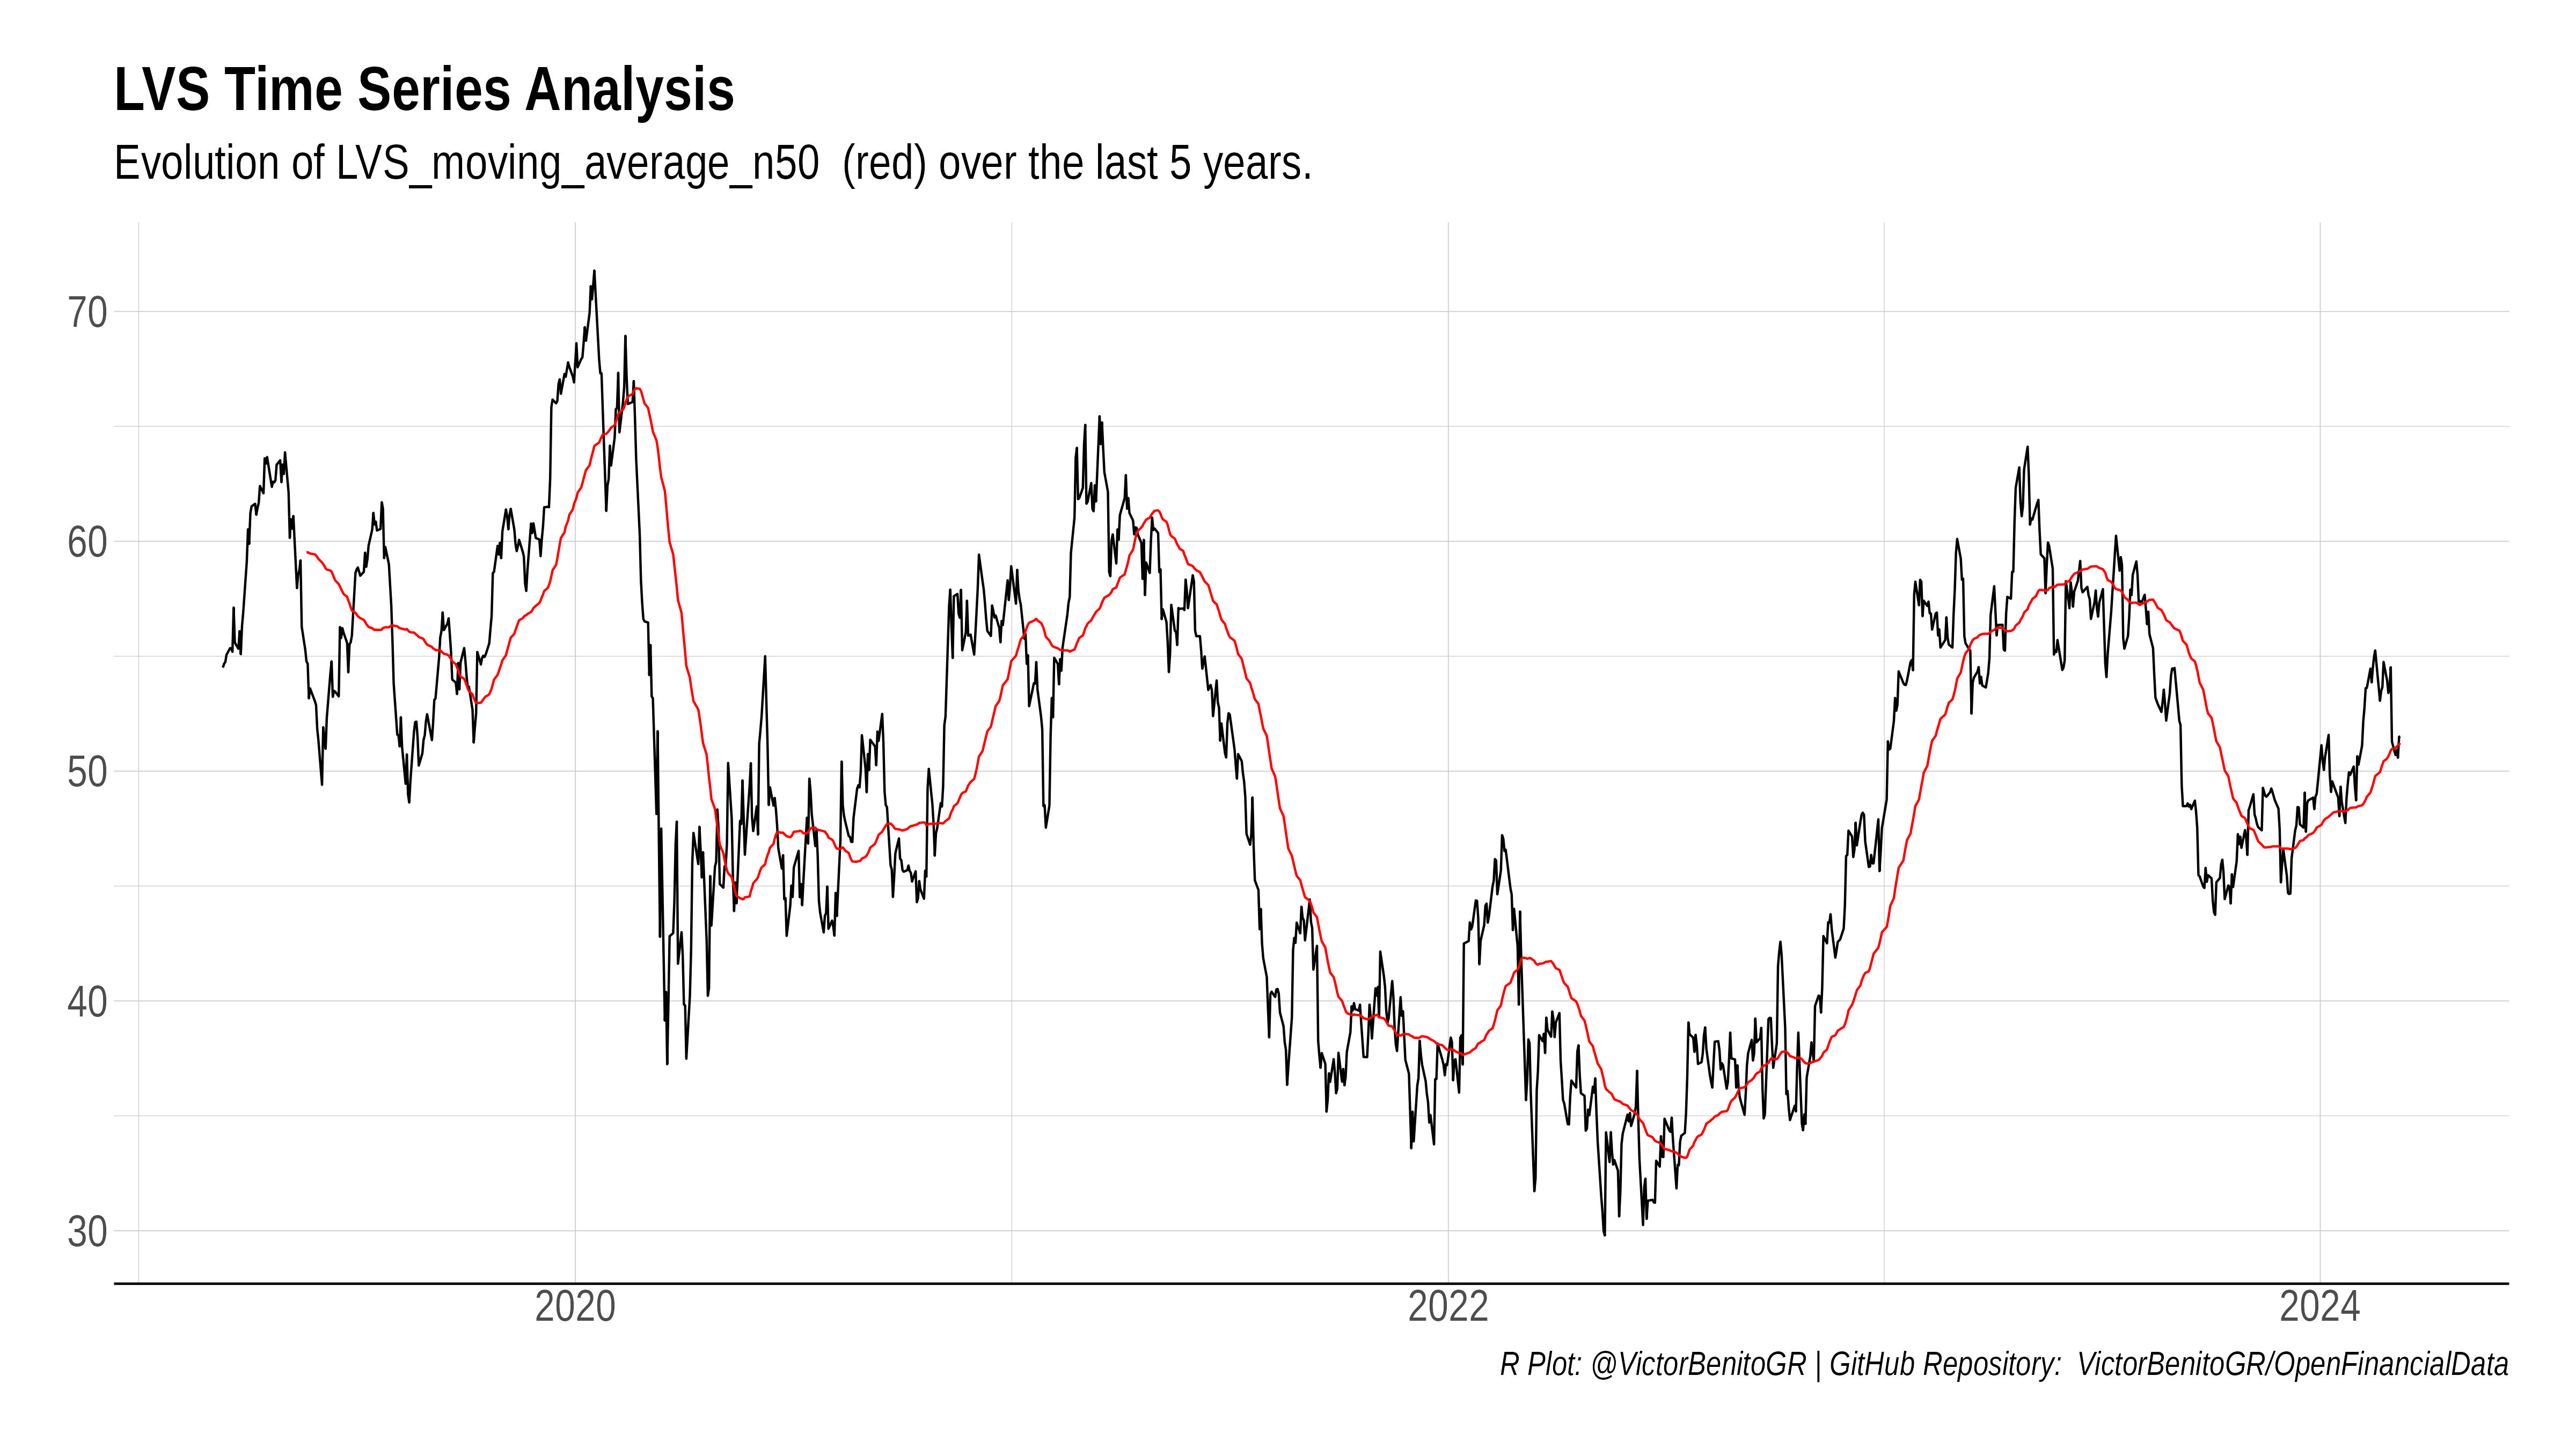 LVS Time Series Analysis
Evolution of LVS_moving_average_n50  (red) over the last 5 years.
70
60
50
40
30
2020 2022 2024
R Plot: @VictorBenitoGR | GitHub Repository:  VictorBenitoGR/OpenFinancialData